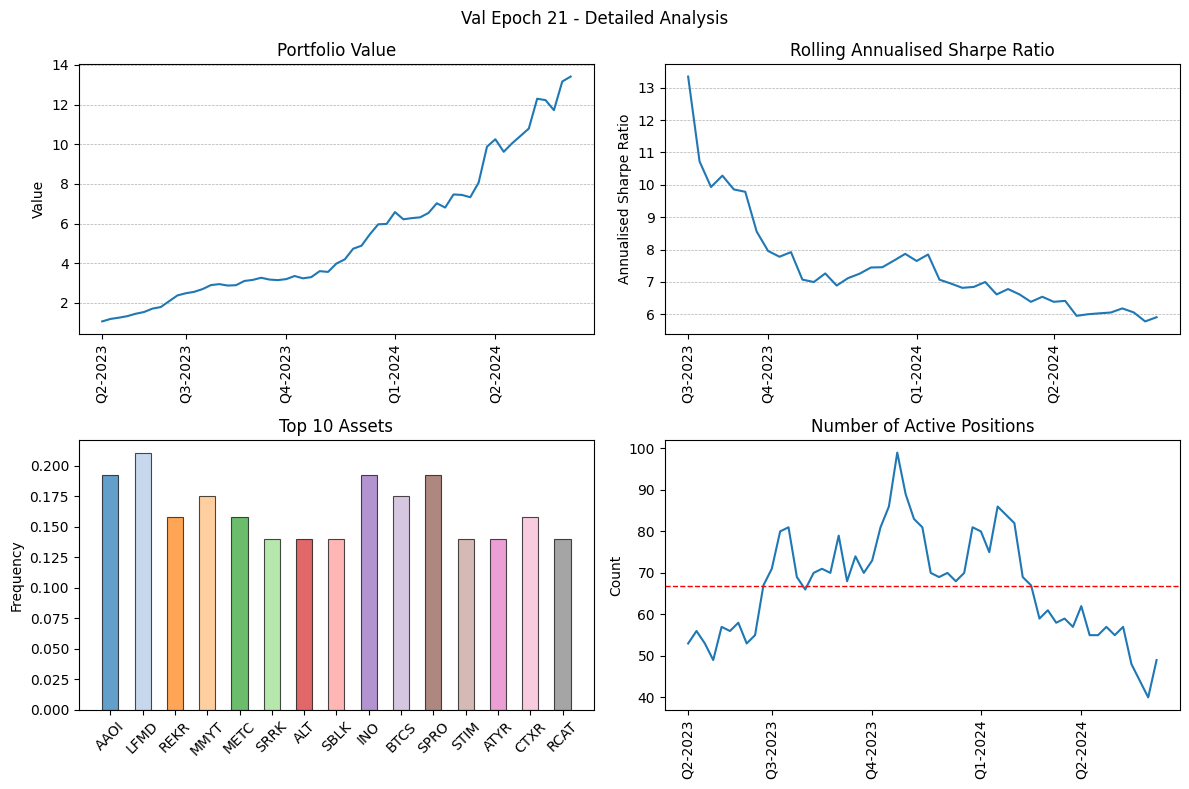 Val Epoch 21 - Detailed Analysis
Portfolio Value
Value
14
12
10
8
6
4
2
Q2-2023
Q3-2023
Q4-2023
Q1-2024
Q2-2024
Rolling Annualised Sharpe Ratio
Annualised Sharpe Ratio
13
12
11
10
9
8
7
6
Q3-2023
Q4-2023
Q1-2024
Q2-2024
Top 10 Assets
Frequency
0.200
0.175
0.150
0.125
0.100
0.075
0.050
0.025
0.000
AAOI
LFMD
REKR
MMYT
METC
SRRK
ALT
SBLK
INO
BTCS
SPRO
STIM
ATYR
CTXR
RCAT
Number of Active Positions
Count
100
90
80
70
60
50
40
Q2-2023
Q3-2023
Q4-2023
Q1-2024
Q2-2024